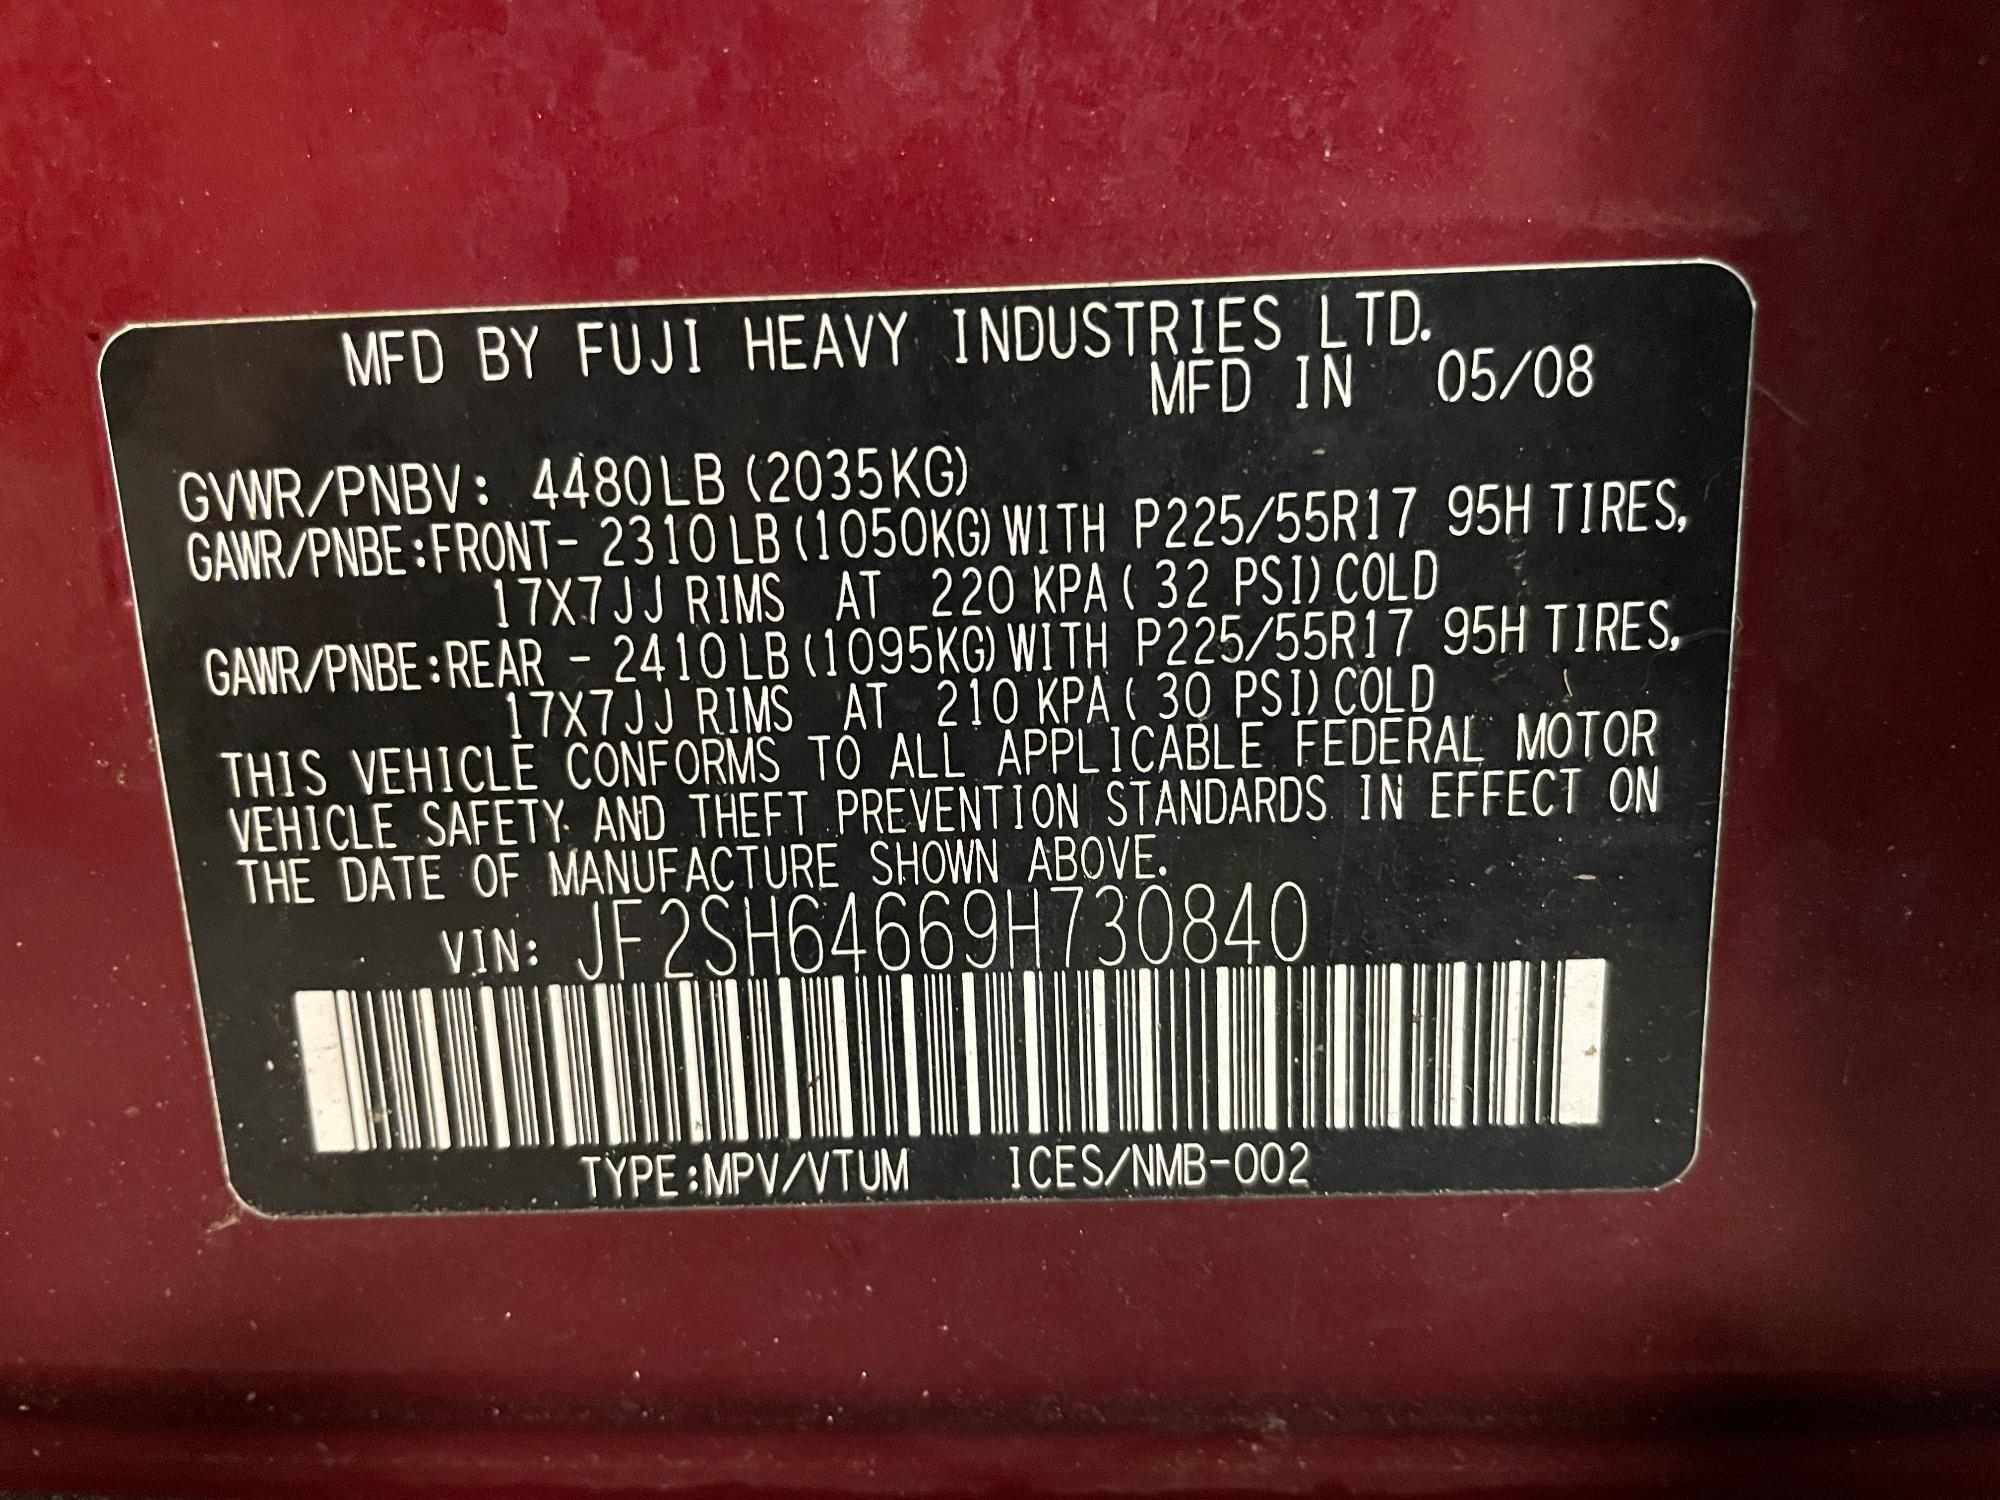 MFD BY FUJI HEAVY INDUSTRIES LTD.
MFD IN 05/08
GVWR/PNBV: 4480LB (2035KG)
GAWR/PNBE:FRONT- 2310LB(1050KG)WITH P225/55R17 95H TIRES,
17X7JJ RIMS AT 220 KPA( 32 PSI)COLD
GAWR/PNBE:REAR - 2410LB(1095KG)WITH P225/55R17 95H TIRES,
17X7JJ RIMS AT 210 KPA( 30 PSI)COLD
THIS VEHICLE CONFORMS TO ALL APPLICABLE FEDERAL MOTOR
VEHICLE SAFETY AND THEFT PREVENTION STANDARDS IN EFFECT ON
THE DATE OF MANUFACTURE SHOWN ABOVE.
VIN: JF2SH64669H730840
TYPE:MPV/VTUM ICES/NMB-002